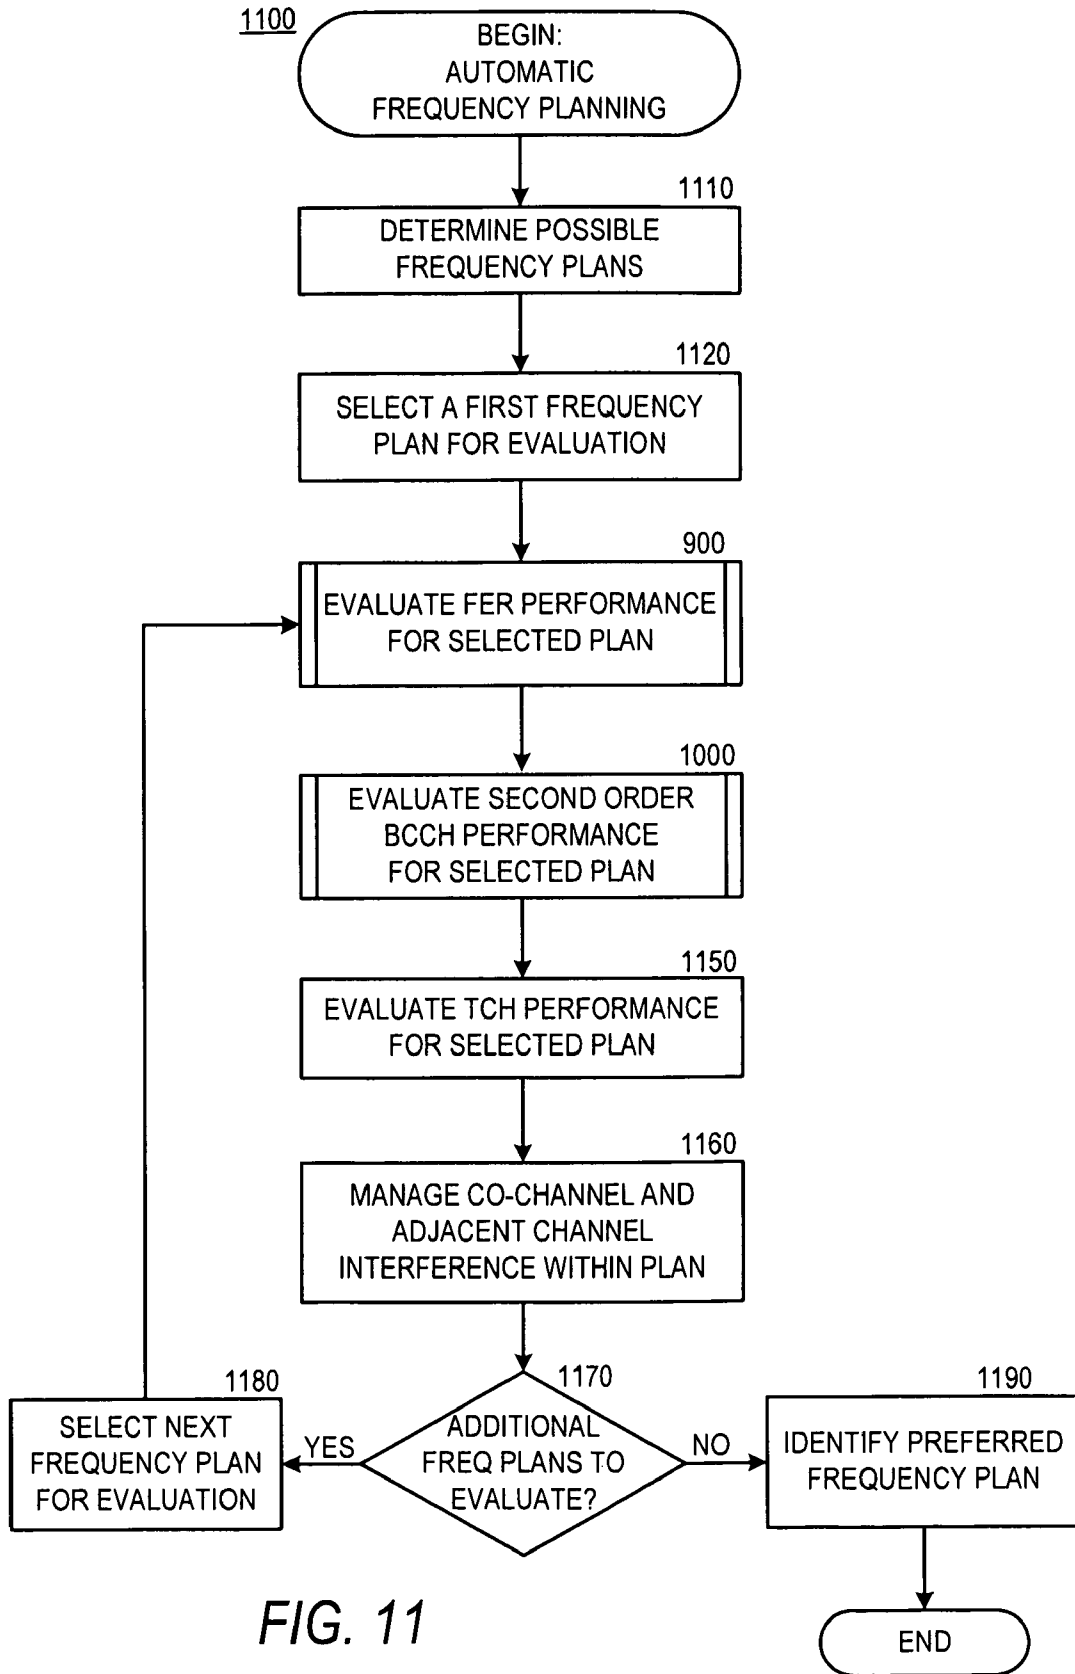 1100
BEGIN:
AUTOMATIC
FREQUENCY PLANNING
1110
DETERMINE POSSIBLE
FREQUENCY PLANS
1120
SELECT A FIRST FREQUENCY
PLAN FOR EVALUATION
900
EVALUATE FER PERFORMANCE
FOR SELECTED PLAN
1000
EVALUATE SECOND ORDER
BCCH PERFORMANCE
FOR SELECTED PLAN
1150
EVALUATE TCH PERFORMANCE
FOR SELECTED PLAN
1160
MANAGE CO-CHANNEL AND
ADJACENT CHANNEL
INTERFERENCE WITHIN PLAN
1170
ADDITIONAL
FREQ PLANS TO
EVALUATE?
YES
1180
SELECT NEXT
FREQUENCY PLAN
FOR EVALUATION
NO
1190
IDENTIFY PREFERRED
FREQUENCY PLAN
END
FIG. 11